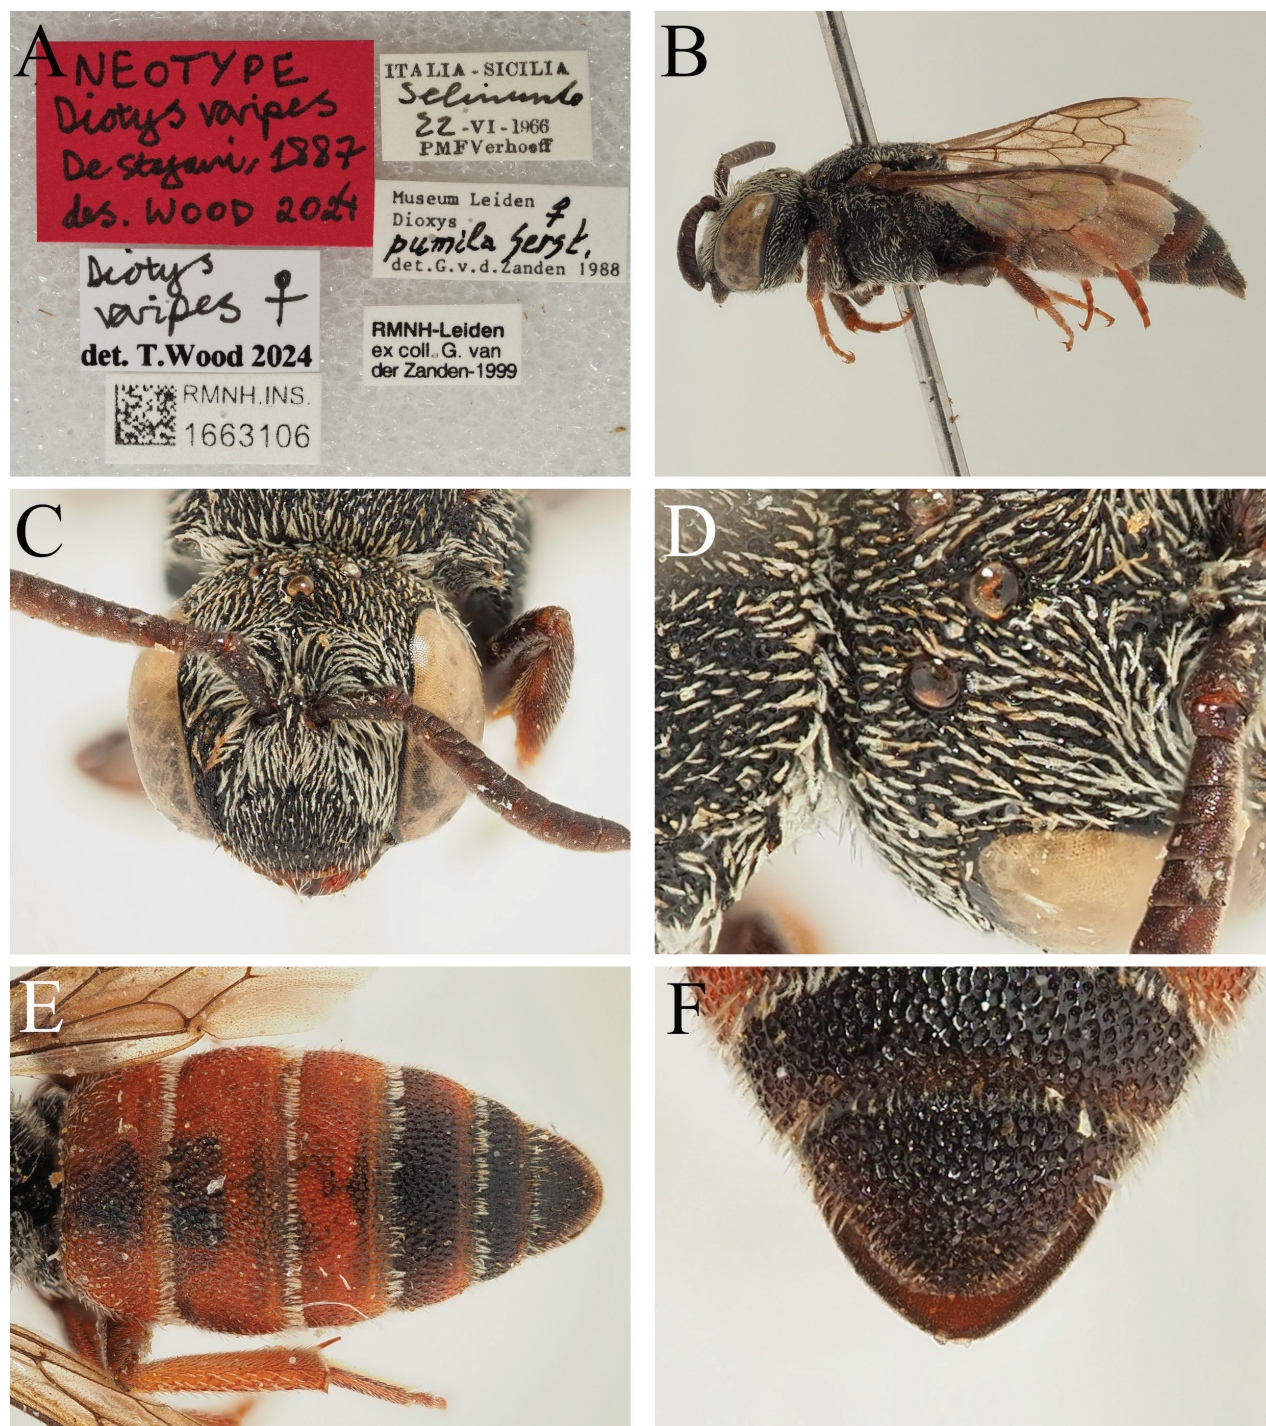 A
NEOTYPE
Diotys varipes
De Stefani, 1887
des. WOOD 2024
ITALIA - SICILIA
Selinunte
22 -VI - 1966
PMFVerhoeff
Museum Leiden ♀
Dioxys
pumila Gerst.
det.G.v.d.Zanden 1988
Diotys
varipes ♀
det. T.Wood 2024
RMNH-Leiden
ex coll. G. van
der Zanden-1999
RMNH.INS.
1663106
B
C
D
E
F